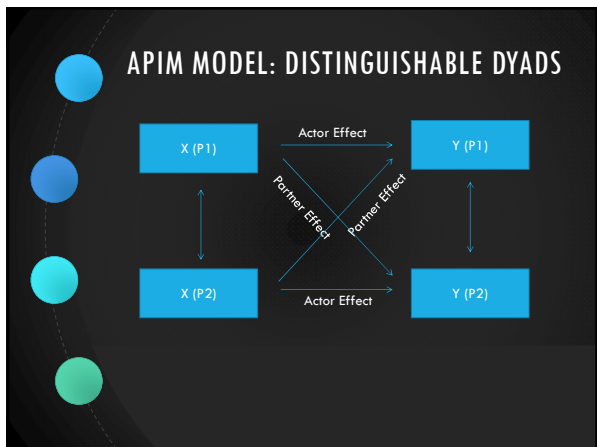 APIM MODEL: DISTINGUISHABLE DYADS
X (P1)
Actor Effect
Y (P1)
Partner Effect
Partner Effect
X (P2)
Actor Effect
Y (P2)